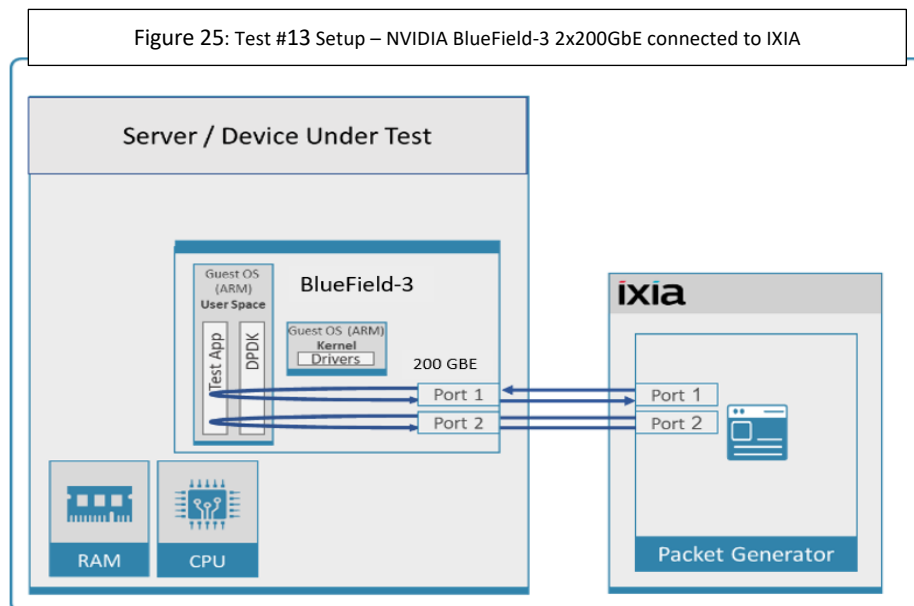 Figure 25: Test #13 Setup – NVIDIA BlueField-3 2x200GbE connected to IXIA
Server / Device Under Test
Guest OS
(ARM)
User Space
Test App
DPDK
BlueField-3
Guest OS (ARM)
Kernel
Drivers
200 GBE
Port 1
Port 2
RAM
CPU
ixia
Port 1
Port 2
Packet Generator